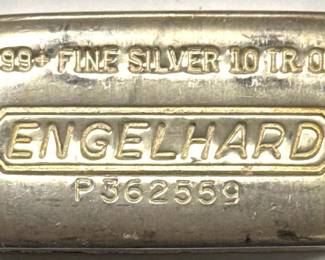 99+ FINE SILVER 10 TR.
ENGELHARD
P362559